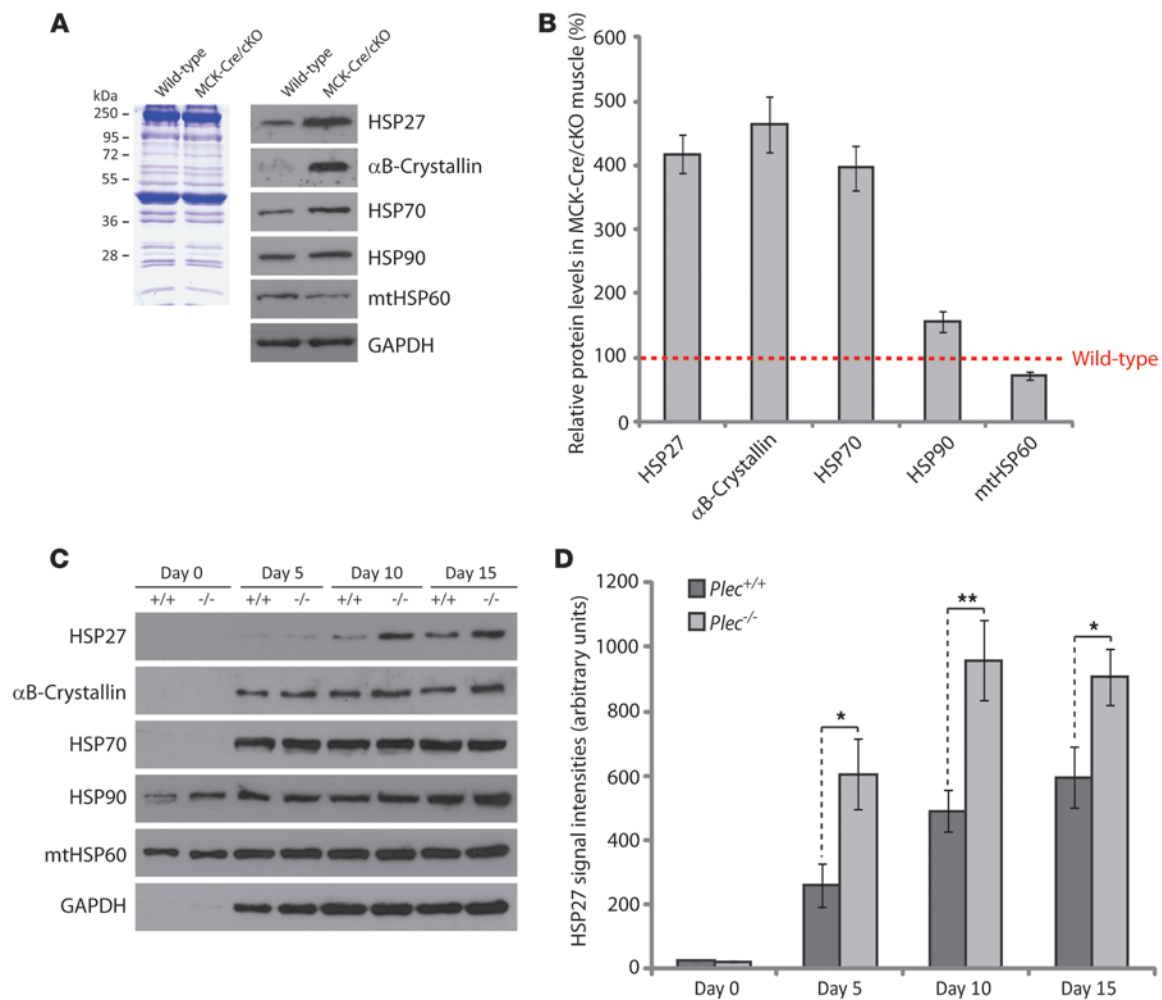 A
Wild-type
MCK-Cre/cKO
kDa
250
95
72
55
36
28
Wild-type
MCK-Cre/cKO
HSP27
αB-Crystallin
HSP70
HSP90
mtHSP60
GAPDH
B
Relative protein levels in MCK-Cre/cKO muscle (%)
600
500
400
300
200
100
0
Wild-type
HSP27
αB-Crystallin
HSP70
HSP90
mtHSP60
C
Day 0 Day 5 Day 10 Day 15
+/+ -/- +/+ -/- +/+ -/- +/+ -/-
HSP27
αB-Crystallin
HSP70
HSP90
mtHSP60
GAPDH
D
HSP27 signal intensities (arbitrary units)
1200
1000
800
600
400
200
0
Plec+/+
Plec-/-
*
**
*
Day 0 Day 5 Day 10 Day 15